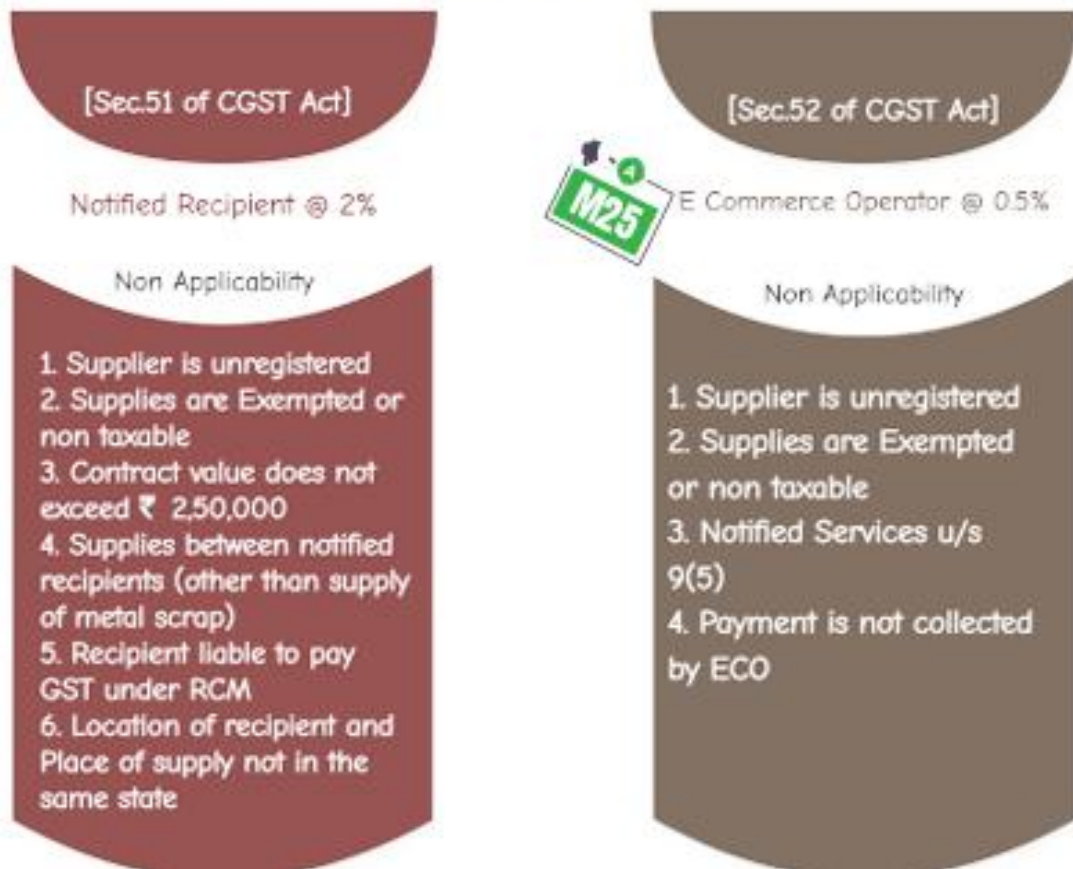 [Sec.51 of CGST Act]
Notified Recipient @ 2%
Non Applicability
1. Supplier is unregistered
2. Supplies are Exempted or
non taxable
3. Contract value does not
exceed ₹ 2,50,000
4. Supplies between notified
recipients (other than supply
of metal scrap)
5. Recipient liable to pay
GST under RCM
6. Location of recipient and
Place of supply not in the
same state
[Sec.52 of CGST Act]
A
M25
E Commerce Operator @ 0.5%
Non Applicability
1. Supplier is unregistered
2. Supplies are Exempted
or non taxable
3. Notified Services u/s
9(5)
4. Payment is not collected
by ECO